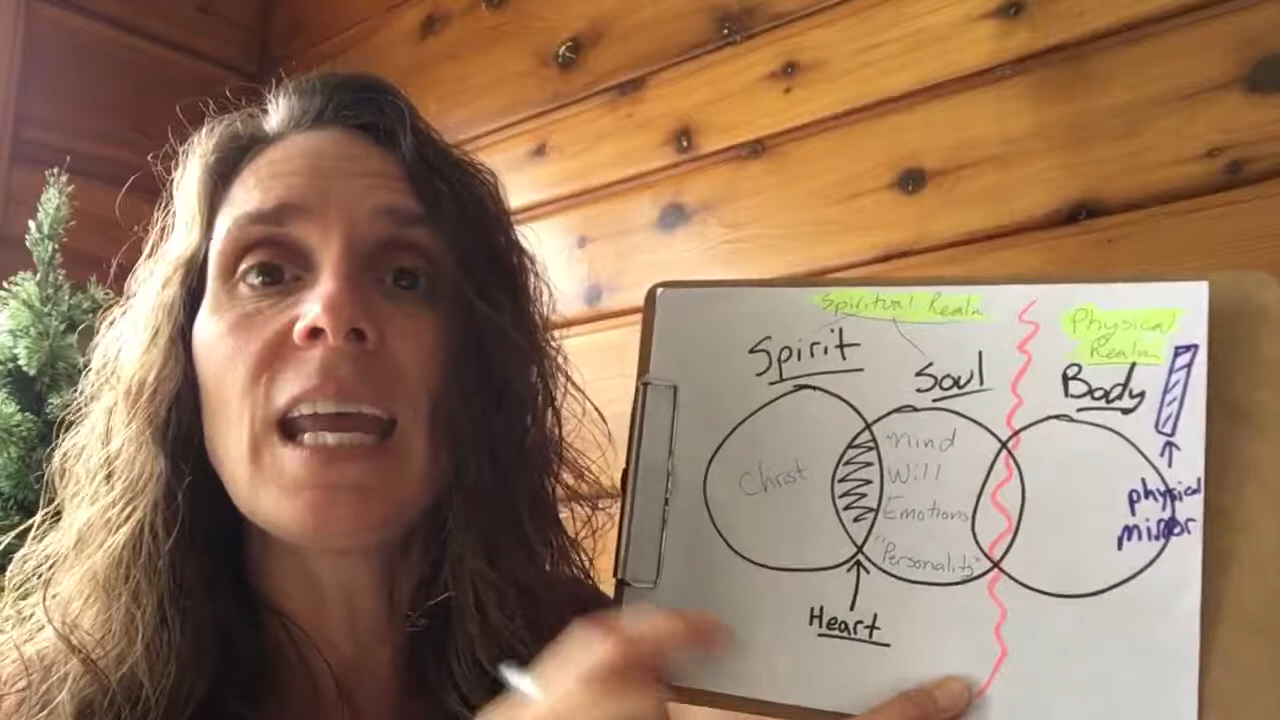 Spiritual Realm
Physical
Realm
Spirit
Soul
Body
Christ
Mind
Will
Emotions
"Personality"
physical
mirror
Heart